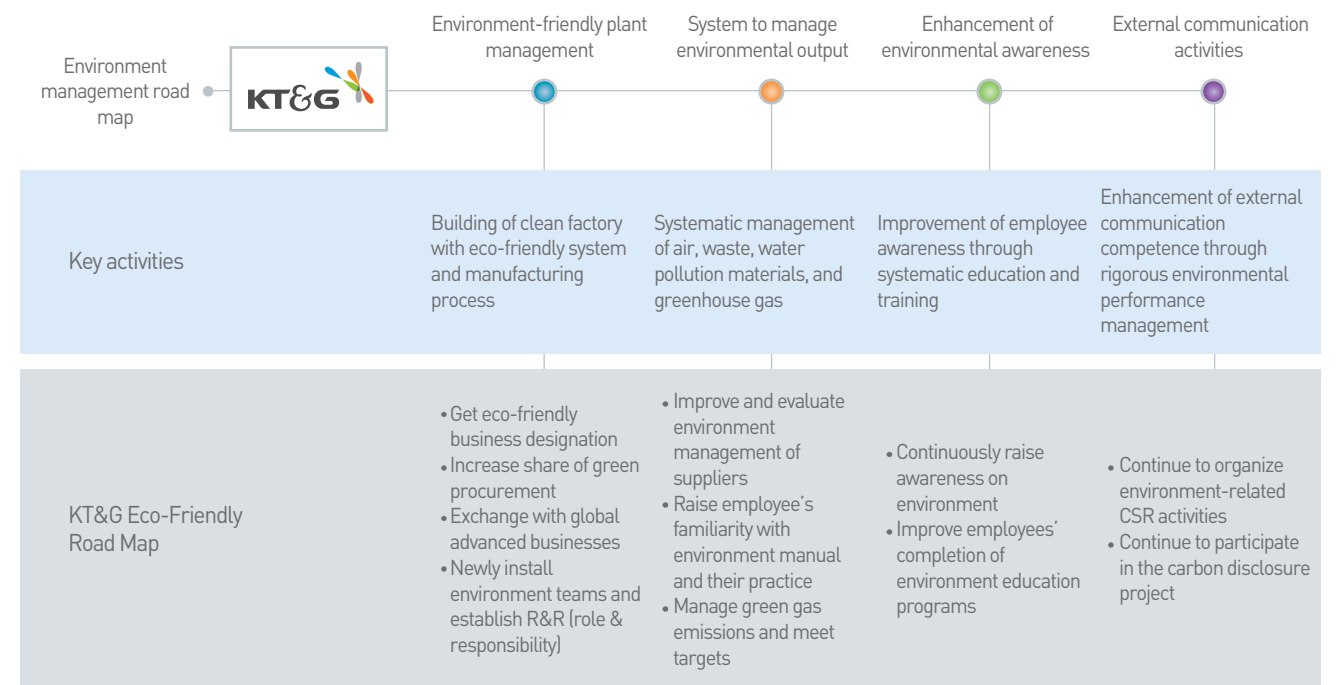 Environment
management road
map
KT&G
Environment-friendly plant
management
System to manage
environmental output
Enhancement of
environmental awareness
External communication
activities
Key activities
Building of clean factory
with eco-friendly system
and manufacturing
process
Systematic management
of air, waste, water
pollution materials, and
greenhouse gas
Improvement of employee
awareness through
systematic education and
training
Enhancement of external
communication
competence through
rigorous environmental
performance
management
KT&G Eco-Friendly
Road Map
• Get eco-friendly
business designation
• Increase share of green
procurement
• Exchange with global
advanced businesses
• Newly install
environment teams and
establish R&R (role &
responsibility)
• Improve and evaluate
environment
management of
suppliers
• Raise employee's
familiarity with
environment manual
and their practice
• Manage green gas
emissions and meet
targets
• Continuously raise
awareness on
environment
• Improve employees'
completion of
environment education
programs
• Continue to organize
environment-related
CSR activities
• Continue to participate
in the carbon disclosure
project